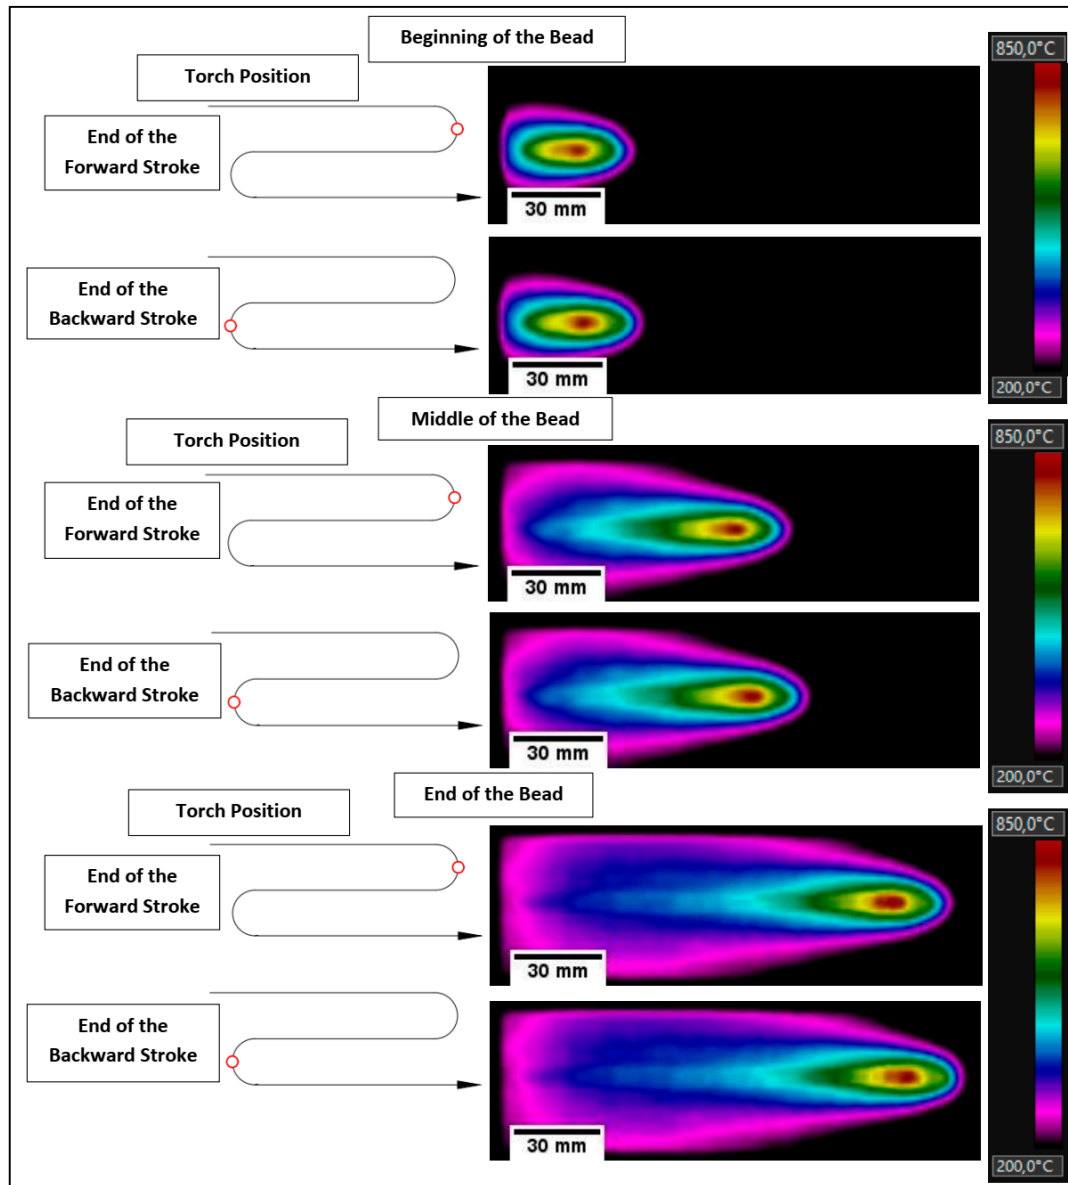 Beginning of the Bead
850,0°C
Torch Position
End of the
Forward Stroke
30 mm
End of the
Backward Stroke
30 mm
200,0°C
Middle of the Bead
850,0°C
Torch Position
End of the
Forward Stroke
30 mm
End of the
Backward Stroke
30 mm
200,0°C
End of the Bead
850,0°C
Torch Position
End of the
Forward Stroke
30 mm
End of the
Backward Stroke
30 mm
200,0°C